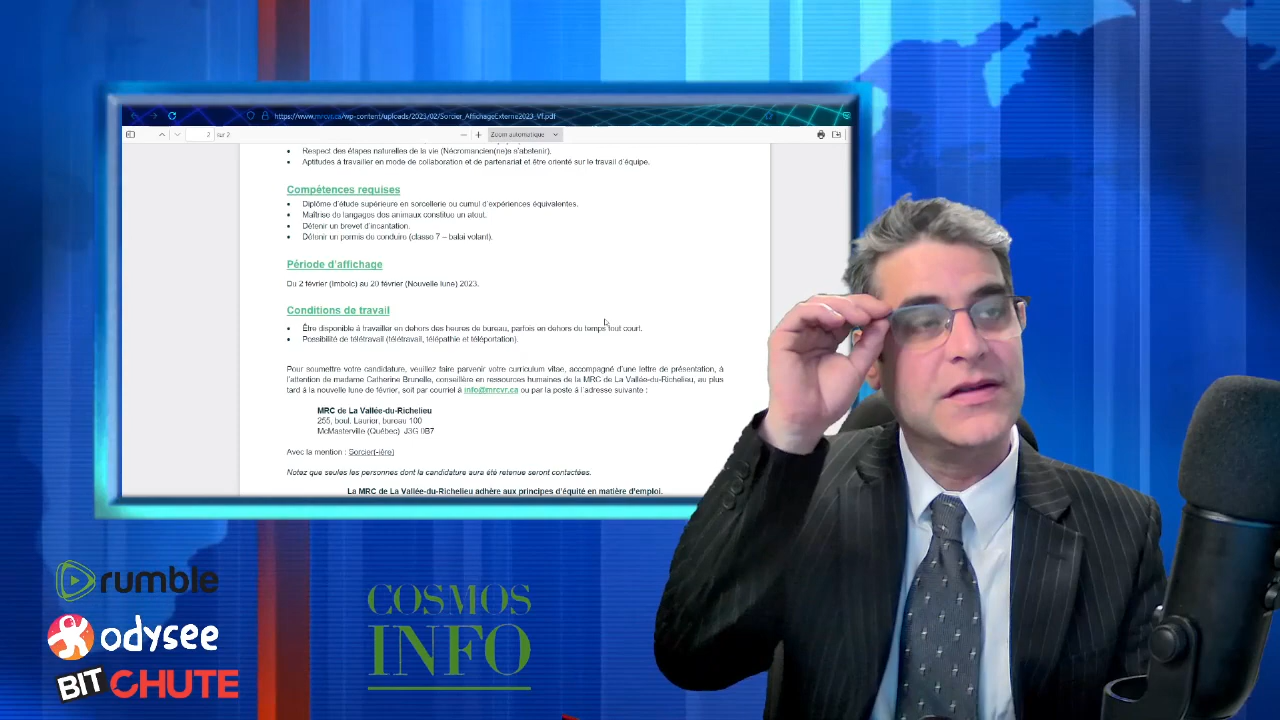 https://www.mrcvr.ca/wp-content/uploads/2023/02/Sorcier_AffichageExterne2023_Vf.pdf
2 sur 2
Zoom automatique
Respect des étapes naturelles de la vie (Nécromancien(ne)s s'abstenir).
Aptitudes à travailler en mode de collaboration et de partenariat et être orienté sur le travail d'équipe.
Compétences requises
Diplôme d'étude supérieure en sorcellerie ou cumul d'expériences équivalentes.
Maîtrise de langages des animaux constitue un atout.
Détenir un brevet d'incantation.
Détenir un permis de conduire (classe 7 – balai volant).
Période d'affichage
Du 2 février (Imbolc) au 20 février (Nouvelle lune) 2023.
Conditions de travail
Être disponible à travailler en dehors des heures de bureau, parfois en dehors du temps tout court.
Possibilité de télétravail (télétravail, télépathie et téléportation).
Pour soumettre votre candidature, veuillez faire parvenir votre curriculum vitae, accompagné d'une lettre de présentation, à
l'attention de madame Catherine Brunelle, conseillère en ressources humaines de la MRC de La Vallée-du-Richelieu, au plus
tard à la nouvelle lune de février, soit par courriel à info@mrcvr.ca ou par la poste à l'adresse suivante :
MRC de La Vallée-du-Richelieu
255, boul. Laurier, bureau 100
McMasterville (Québec) J3G 0B7
Avec la mention : Sorcier(-ière)
Notez que seules les personnes dont la candidature aura été retenue seront contactées.
La MRC de La Vallée-du-Richelieu adhère aux principes d'équité en matière d'emploi.
rumble
odysee
BIT CHUTE
COSMOS
INFO